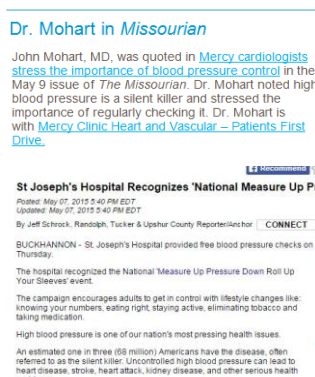 Dr. Mohart in Missourian
John Mohart, MD, was quoted in Mercy cardiologists
stress the importance of blood pressure control in the
May 9 issue of The Missourian. Dr. Mohart noted high
blood pressure is a silent killer and stressed the
importance of regularly checking it. Dr. Mohart is
with Mercy Clinic Heart and Vascular – Patients First
Drive.
Recommend
St Joseph's Hospital Recognizes 'National Measure Up P
Posted: May 07, 2015 5:40 PM EDT
Updated: May 07, 2015 5:40 PM EDT
By Jeff Schrock, Randolph, Tucker & Upshur County Reporter/Anchor CONNECT
BUCKHANNON - St. Joseph's Hospital provided free blood pressure checks on
Thursday.
The hospital recognized the National 'Measure Up Pressure Down Roll Up
Your Sleeves' event.
The campaign encourages adults to get in control with lifestyle changes like:
knowing your numbers, eating right, staying active, eliminating tobacco and
taking medication.
High blood pressure is one of our nation's most pressing health issues.
An estimated one in three (68 million) Americans have the disease, often
referred to as the silent killer. Uncontrolled high blood pressure can lead to
heart disease, stroke, heart attack, kidney disease, and other serious health